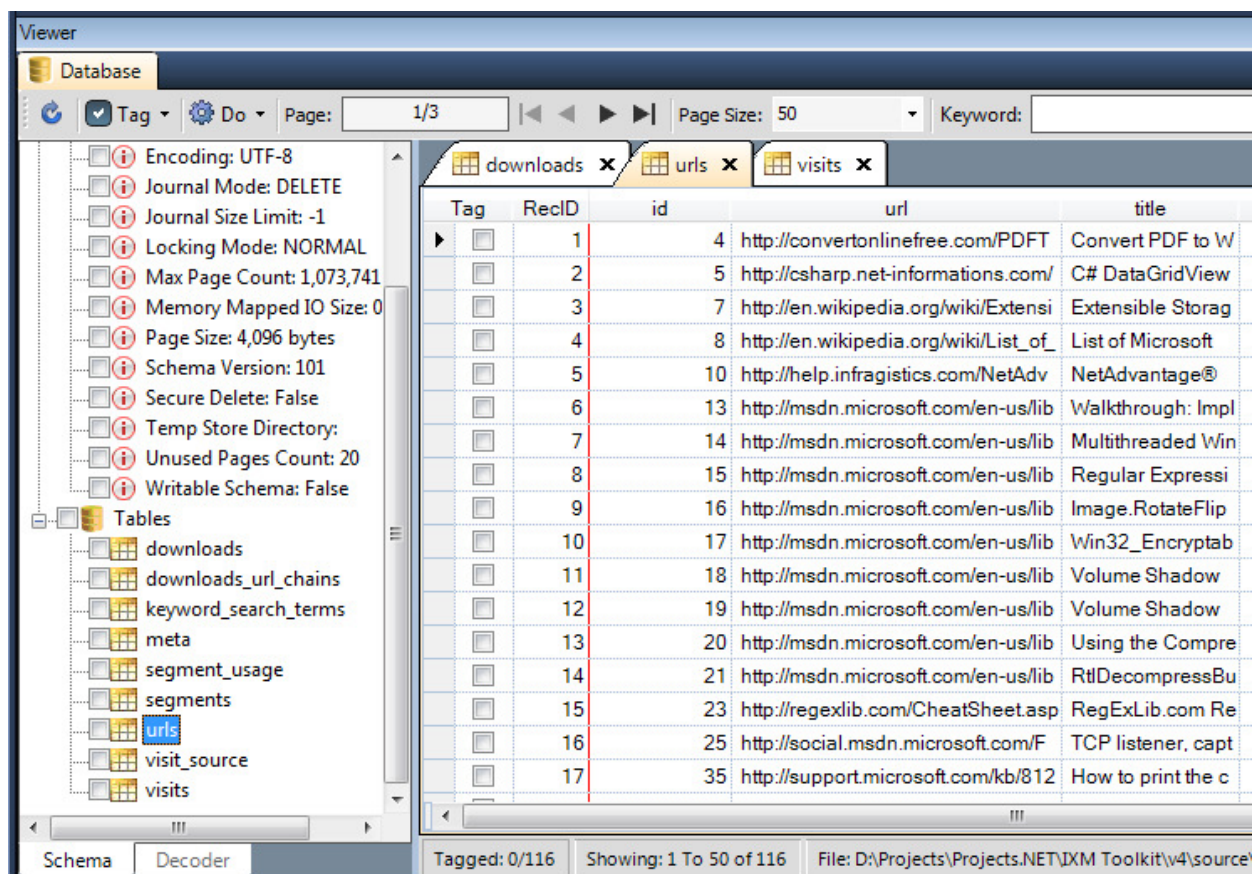 Viewer
Database
Tag Do Page: 1/3 Page Size: 50 Keyword:
Encoding: UTF-8
Journal Mode: DELETE
Journal Size Limit: -1
Locking Mode: NORMAL
Max Page Count: 1,073,741
Memory Mapped IO Size: 0
Page Size: 4,096 bytes
Schema Version: 101
Secure Delete: False
Temp Store Directory:
Unused Pages Count: 20
Writable Schema: False
Tables
downloads
downloads_url_chains
keyword_search_terms
meta
segment_usage
segments
urls
visit_source
visits
Schema Decoder
downloads urls visits
Tag RecID id url title
1 4 http://convertonlinefree.com/PDFT Convert PDF to W
2 5 http://csharp.net-informations.com/ C# DataGridView
3 7 http://en.wikipedia.org/wiki/Extensi Extensible Storag
4 8 http://en.wikipedia.org/wiki/List_of_ List of Microsoft
5 10 http://help.infragistics.com/NetAdv NetAdvantage®
6 13 http://msdn.microsoft.com/en-us/lib Walkthrough: Impl
7 14 http://msdn.microsoft.com/en-us/lib Multithreaded Win
8 15 http://msdn.microsoft.com/en-us/lib Regular Expressi
9 16 http://msdn.microsoft.com/en-us/lib Image.RotateFlip
10 17 http://msdn.microsoft.com/en-us/lib Win32_Encryptab
11 18 http://msdn.microsoft.com/en-us/lib Volume Shadow
12 19 http://msdn.microsoft.com/en-us/lib Volume Shadow
13 20 http://msdn.microsoft.com/en-us/lib Using the Compre
14 21 http://msdn.microsoft.com/en-us/lib RtlDecompressBu
15 23 http://regexlib.com/CheatSheet.asp RegExLib.com Re
16 25 http://social.msdn.microsoft.com/F TCP listener, capt
17 35 http://support.microsoft.com/kb/812 How to print the c
Tagged: 0/116 Showing: 1 To 50 of 116 File: D:\Projects\Projects.NET\IXM Toolkit\v4\source\